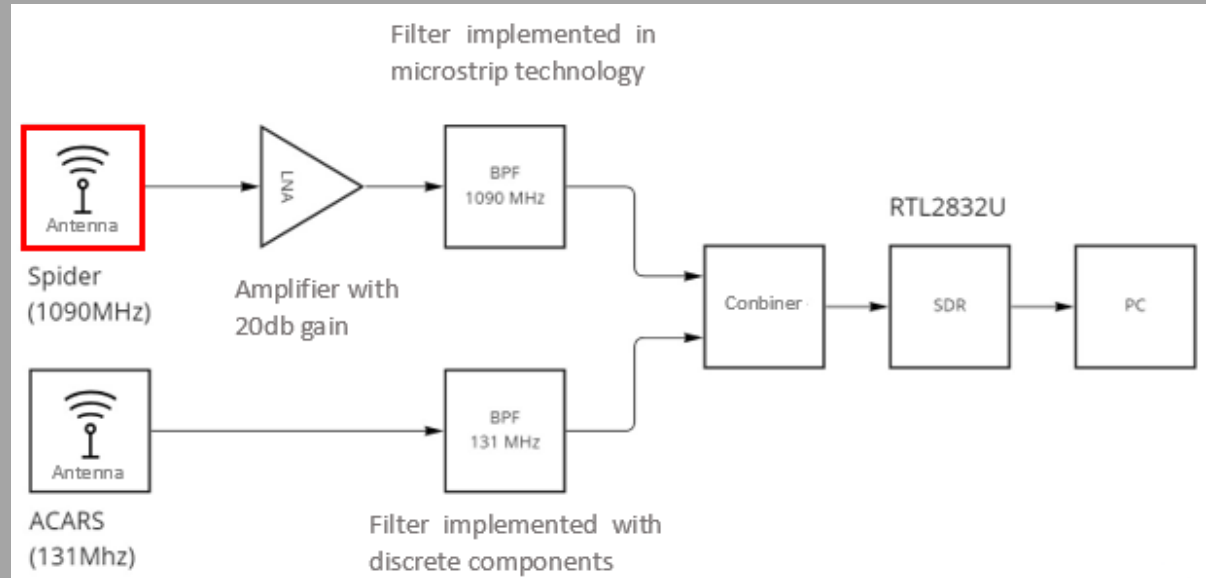 Filter implemented in
microstrip technology
Antenna
Spider
(1090MHz)
LNA
Amplifier with
20db gain
BPF
1090 MHz
Conbiner
RTL2832U
SDR
PC
Antenna
ACARS
(131Mhz)
BPF
131 MHz
Filter implemented with
discrete components